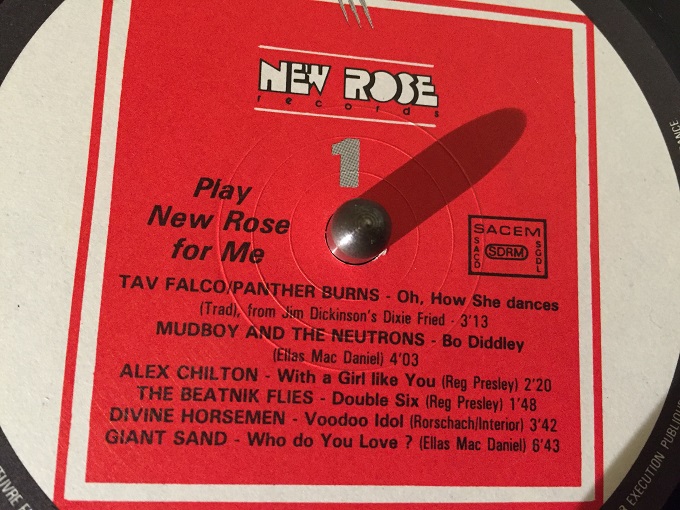 NEW ROSE
records
1
Play
New Rose
for Me
SACEM
SACD
SDRM
SGDL
TAV FALCO/PANTHER BURNS - Oh, How She dances
(Trad), from Jim Dickinson's Dixie Fried - 3'13
MUDBOY AND THE NEUTRONS - Bo Diddley
(Ellas Mac Daniel) 4'03
ALEX CHILTON - With a Girl like You (Reg Presley) 2'20
THE BEATNIK FLIES - Double Six (Reg Presley) 1'48
DIVINE HORSEMEN - Voodoo Idol (Rorschach/Interior) 3'42
GIANT SAND - Who do You Love ? (Ellas Mac Daniel) 6'43
EXECUTION PUBLIQUE